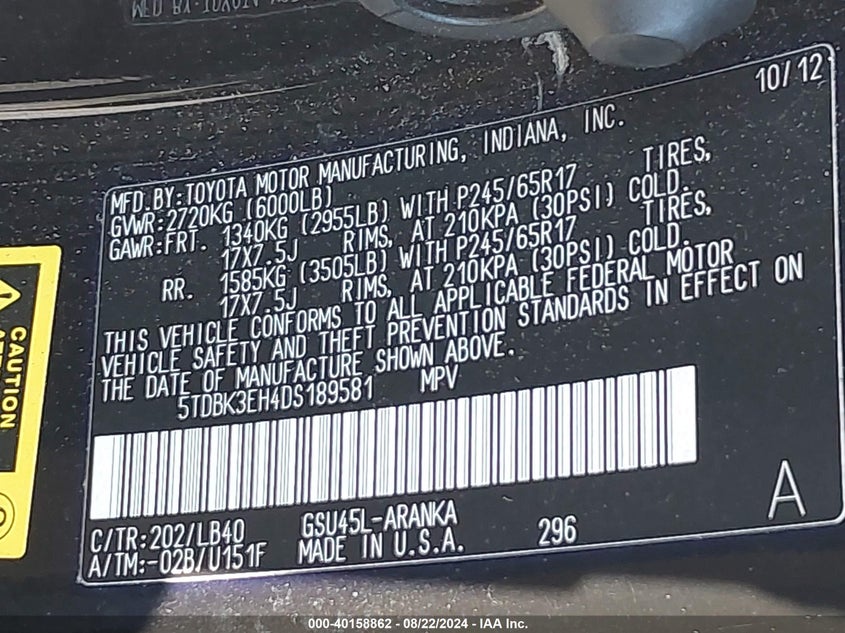 MFD BY:TOYOTA
10/12
MFD.BY:TOYOTA MOTOR MANUFACTURING, INDIANA, INC.
GVWR:2720KG (6000LB)
GAWR:FRT. 1340KG (2955LB) WITH P245/65R17 TIRES,
17X7.5J RIMS, AT 210KPA (30PSI) COLD.
RR. 1585KG (3505LB) WITH P245/65R17 TIRES,
17X7.5J RIMS, AT 210KPA (30PSI) COLD.
THIS VEHICLE CONFORMS TO ALL APPLICABLE FEDERAL MOTOR
VEHICLE SAFETY AND THEFT PREVENTION STANDARDS IN EFFECT ON
THE DATE OF MANUFACTURE SHOWN ABOVE.
5TDBK3EH4DS189581 MPV
C/TR:202/LB40 GSU45L-ARANKA
A/TM:-02B/U151F MADE IN U.S.A. 296
A
CAUTION
000-40158862 - 08/22/2024 - IAA Inc.